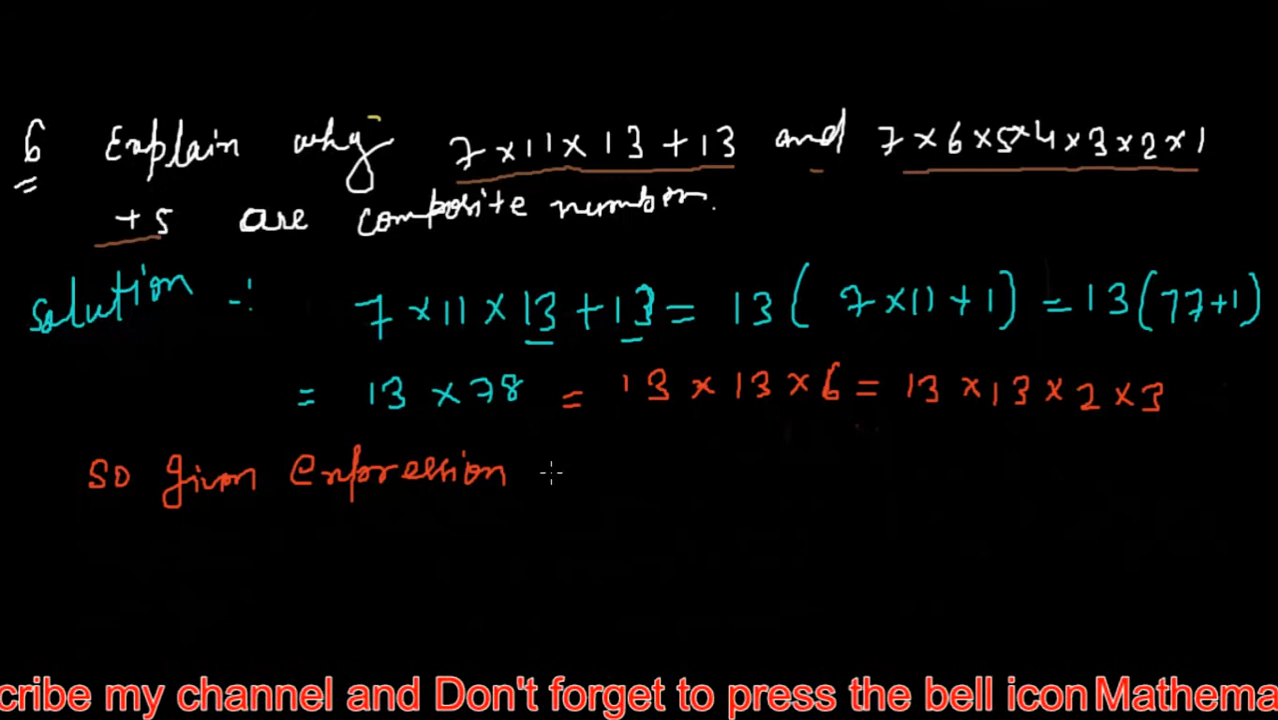 6 Explain why 7×11×13+13 and 7×6×5×4×3×2×1
+5 are composite number.
Solution -: 7×11×13+13 = 13(7×11+1) = 13(77+1)
= 13×78 = 13×13×6 = 13×13×2×3
So given expression
cribe my channel and Don't forget to press the bell icon Mathema